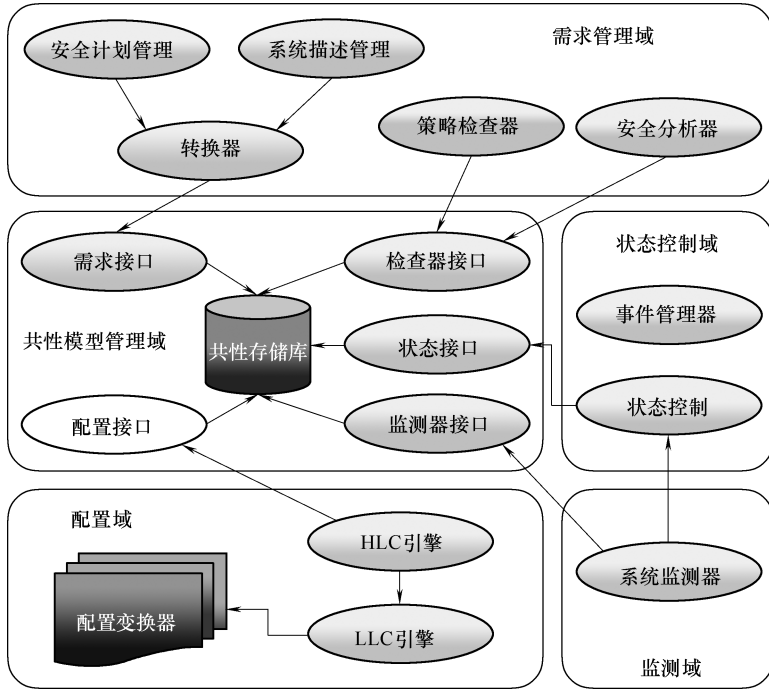 安全计划管理
系统描述管理
需求管理域
转换器
策略检查器
安全分析器
需求接口
检查器接口
状态控制域
事件管理器
共性模型管理域
共性存储库
状态接口
配置接口
监测器接口
状态控制
配置域
HLC引擎
系统监测器
配置变换器
LLC引擎
监测域